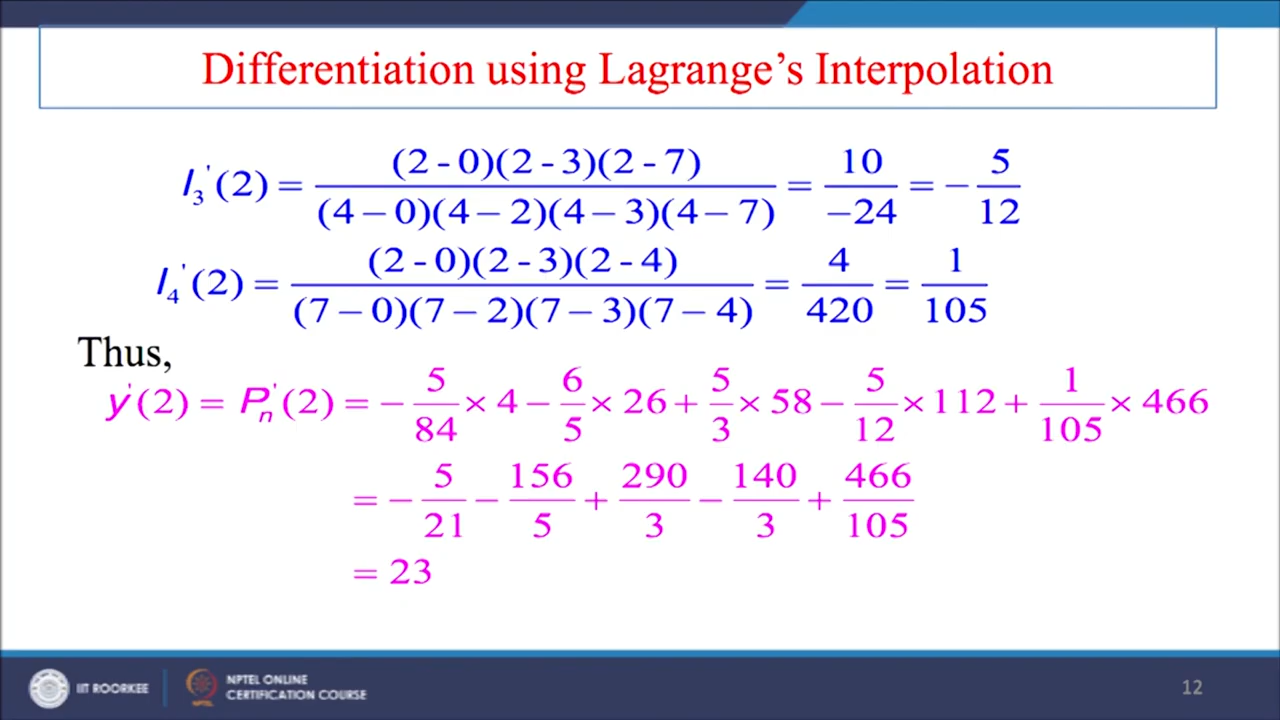 Differentiation using Lagrange's Interpolation
l₃'(2) = (2 - 0)(2 - 3)(2 - 7) / (4 − 0)(4 − 2)(4 − 3)(4 − 7) = 10 / −24 = − 5 / 12
l₄'(2) = (2 - 0)(2 - 3)(2 - 4) / (7 − 0)(7 − 2)(7 − 3)(7 − 4) = 4 / 420 = 1 / 105
Thus,
y'(2) = Pₙ'(2) = − 5/84 × 4 − 6/5 × 26 + 5/3 × 58 − 5/12 × 112 + 1/105 × 466
= − 5/21 − 156/5 + 290/3 − 140/3 + 466/105
= 23
IIT ROORKEE
NPTEL ONLINE
CERTIFICATION COURSE
12